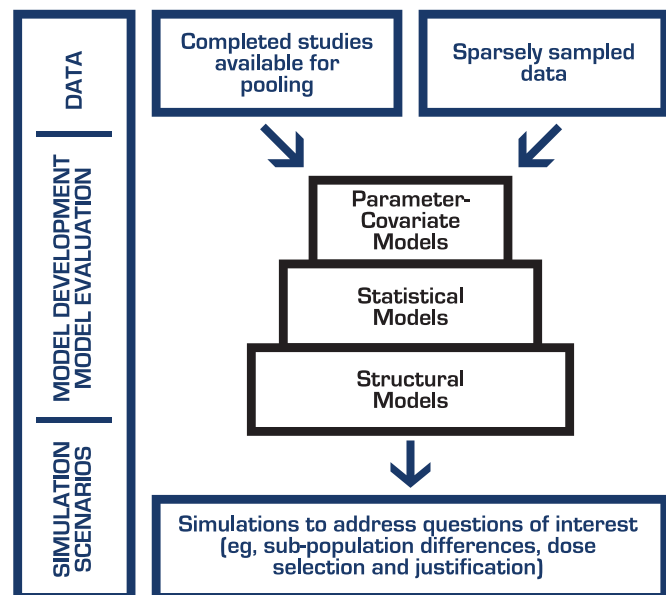 DATA
Completed studies
available for
pooling
Sparsely sampled
data
MODEL DEVELOPMENT
MODEL EVALUATION
Parameter-
Covariate
Models
Statistical
Models
Structural
Models
SIMULATION
SCENARIOS
Simulations to address questions of interest
(eg, sub-population differences, dose
selection and justification)